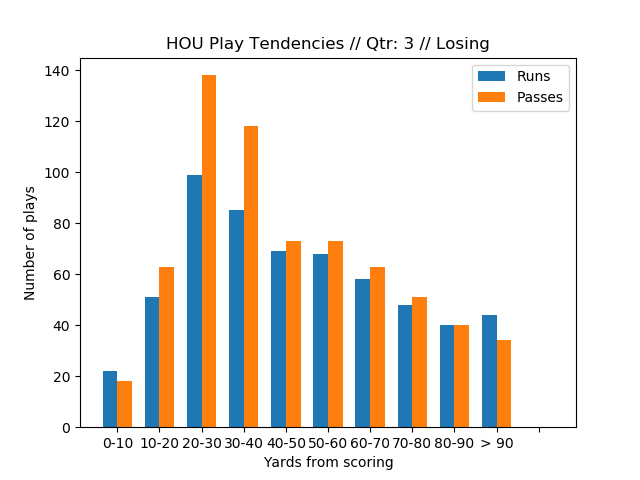 HOU Play Tendencies // Qtr: 3 // Losing
Runs
Passes
Number of plays
140
120
100
80
60
40
20
0
0-10 10-20 20-30 30-40 40-50 50-60 60-70 70-80 80-90 > 90
Yards from scoring